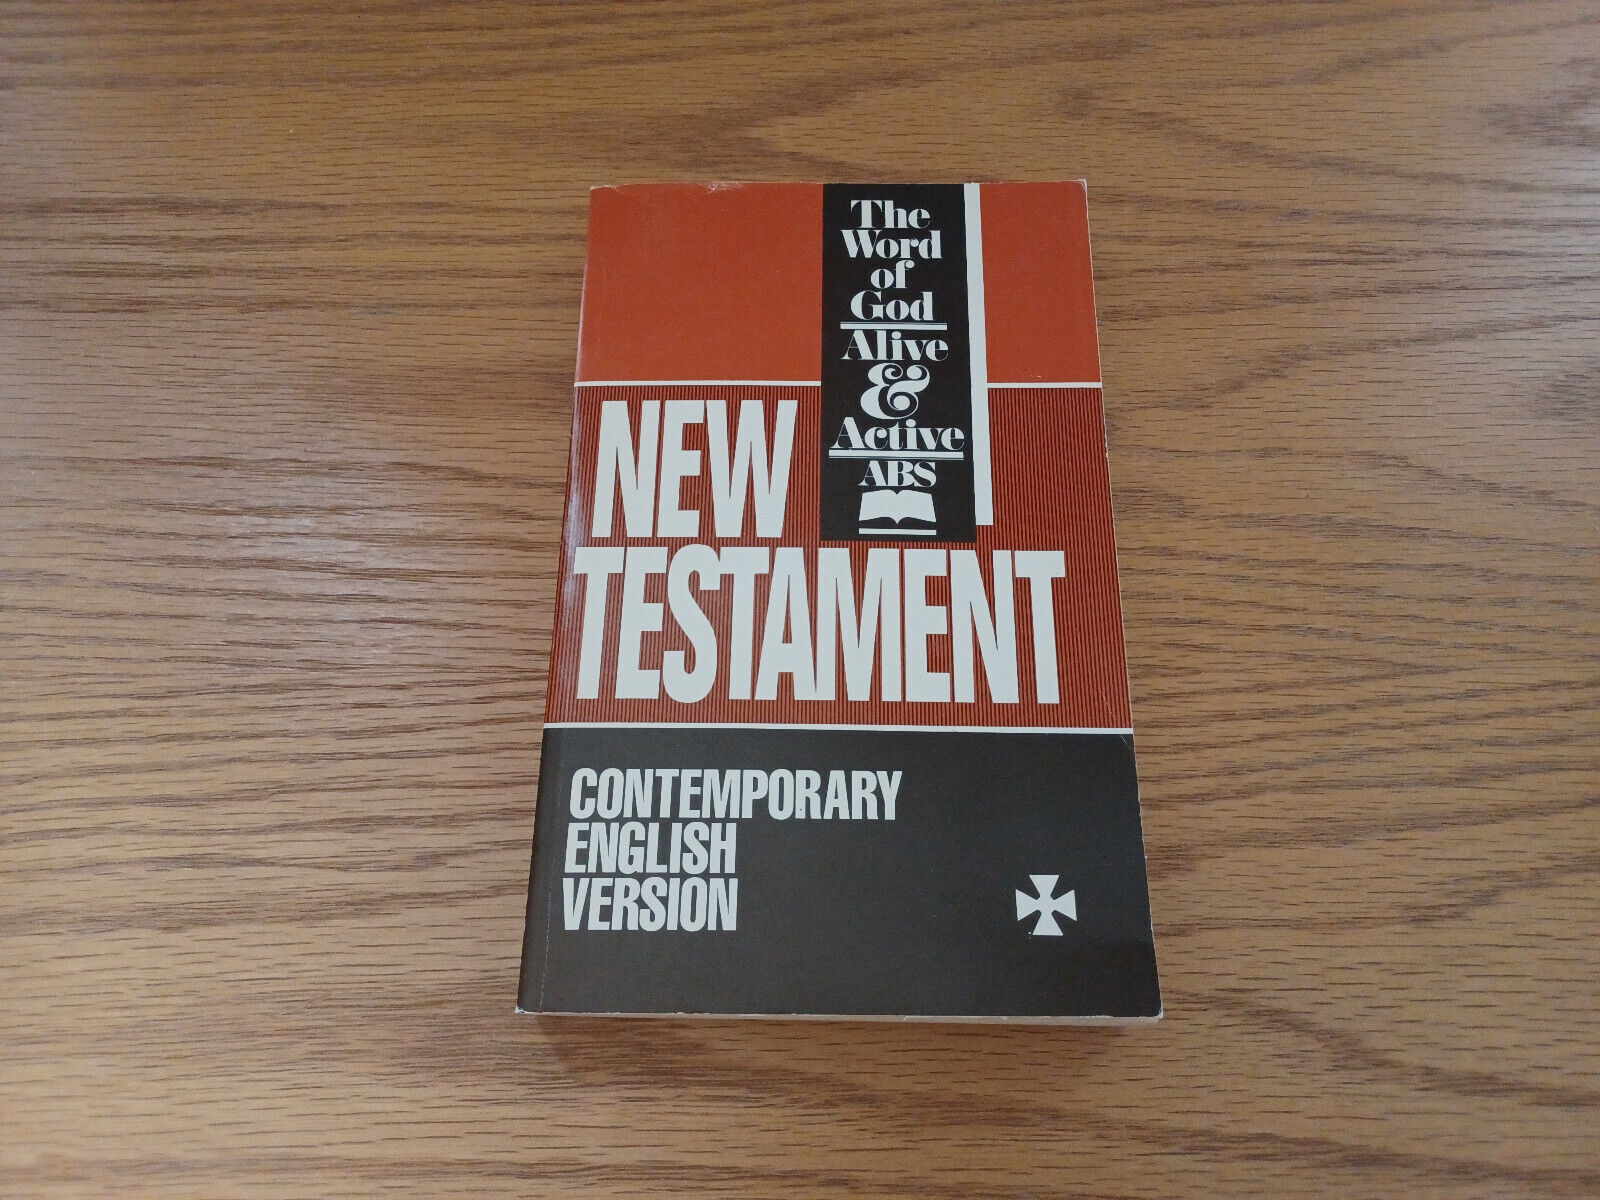 The
Word
of
God
Alive
&
Active
ABS
NEW
TESTAMENT
CONTEMPORARY
ENGLISH
VERSION